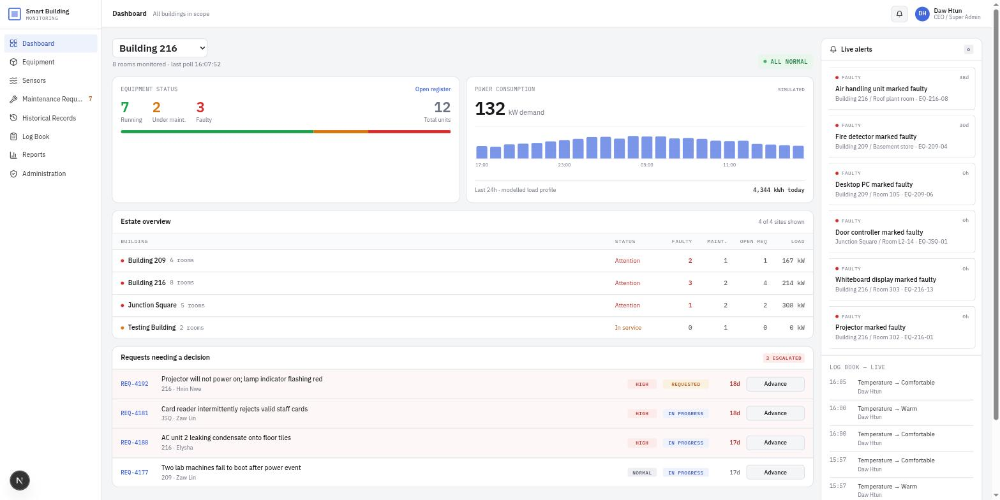 Smart Building
MONITORING
Dashboard
Equipment
Sensors
Maintenance Requ... 7
Historical Records
Log Book
Reports
Administration
N
Dashboard All buildings in scope
DH
Daw Htun
CEO / Super Admin
Building 216
8 rooms monitored · last poll 16:07:52
ALL NORMAL
EQUIPMENT STATUS Open register
7 2 3 12
Running Under maint. Faulty Total units
POWER CONSUMPTION SIMULATED
132 kW demand
17:00 23:00 05:00 11:00
Last 24h · modelled load profile 4,344 kWh today
Estate overview 4 of 4 sites shown
BUILDING STATUS FAULTY MAINT. OPEN REQ LOAD
Building 209 6 rooms Attention 2 1 1 167 kW
Building 216 8 rooms Attention 3 2 4 214 kW
Junction Square 5 rooms Attention 1 2 2 308 kW
Testing Building 2 rooms In service 0 1 0 0 kW
Requests needing a decision 3 ESCALATED
REQ-4192 Projector will not power on; lamp indicator flashing red HIGH REQUESTED 18d Advance
216 · Hnin Nwe
REQ-4181 Card reader intermittently rejects valid staff cards HIGH IN PROGRESS 18d Advance
JSQ · Zaw Lin
REQ-4188 AC unit 2 leaking condensate onto floor tiles HIGH IN PROGRESS 17d Advance
216 · Elysha
REQ-4177 Two lab machines fail to boot after power event NORMAL IN PROGRESS 17d Advance
209 · Zaw Lin
Live alerts 6
FAULTY 38d
Air handling unit marked faulty
Building 216 / Roof plant room · EQ-216-08
FAULTY 30d
Fire detector marked faulty
Building 209 / Basement store · EQ-209-04
FAULTY 0h
Desktop PC marked faulty
Building 209 / Room 105 · EQ-209-06
FAULTY 0h
Door controller marked faulty
Junction Square / Room L2-14 · EQ-JSQ-01
FAULTY 0h
Whiteboard display marked faulty
Building 216 / Room 303 · EQ-216-13
FAULTY 0h
Projector marked faulty
Building 216 / Room 302 · EQ-216-01
LOG BOOK — LIVE
16:05 Temperature → Comfortable
Daw Htun
16:00 Temperature → Warm
Daw Htun
16:00 Temperature → Comfortable
Daw Htun
15:57 Temperature → Comfortable
Daw Htun
15:57 Temperature → Warm
Daw Htun